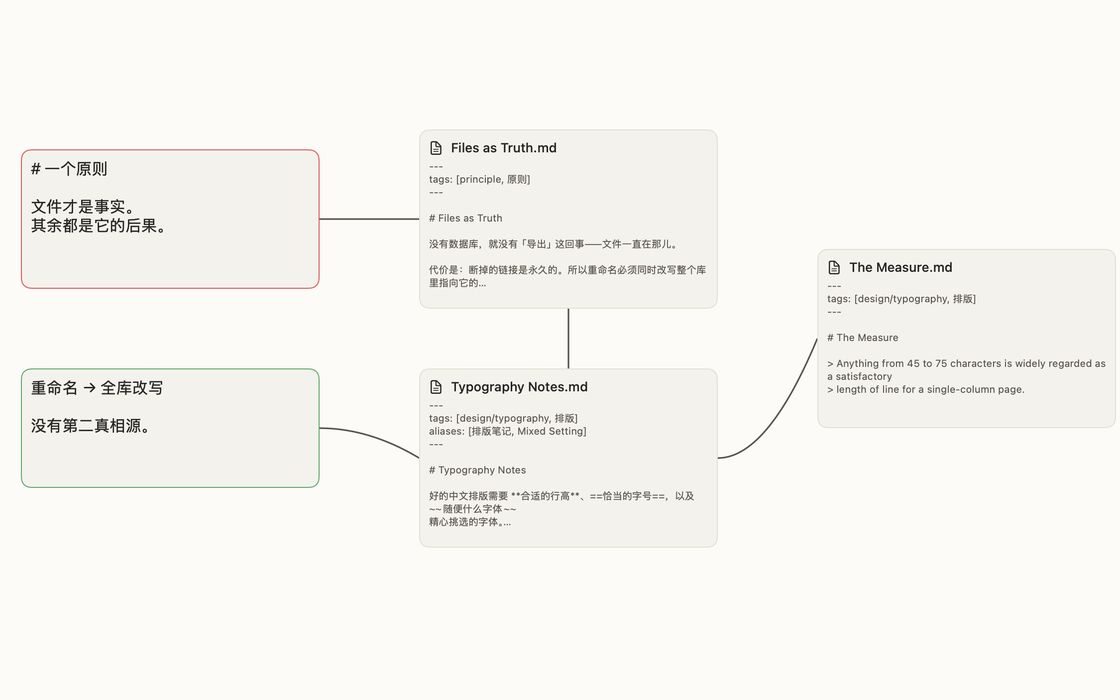 # 一个原则
文件才是事实。
其余都是它的后果。
Files as Truth.md
---
tags: [principle, 原则]
---
# Files as Truth
没有数据库，就没有「导出」这回事——文件一直在那儿。
代价是：断掉的链接是永久的。所以重命名必须同时改写整个库
里指向它的…
重命名 → 全库改写
没有第二真相源。
Typography Notes.md
---
tags: [design/typography, 排版]
aliases: [排版笔记, Mixed Setting]
---
# Typography Notes
好的中文排版需要 **合适的行高**、==恰当的字号==，以及
~~随便什么字体~~
精心挑选的字体。…
The Measure.md
---
tags: [design/typography, 排版]
---
# The Measure
> Anything from 45 to 75 characters is widely regarded as
a satisfactory
> length of line for a single-column page.